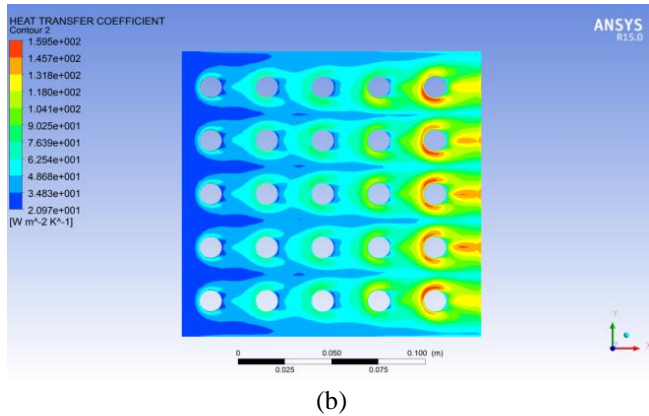 HEAT TRANSFER COEFFICIENT
Contour 2
1.595e+002
1.457e+002
1.318e+002
1.180e+002
1.041e+002
9.025e+001
7.639e+001
6.254e+001
4.868e+001
3.483e+001
2.097e+001
[W m^-2 K^-1]
ANSYS
R15.0
0 0.050 0.100 (m)
0.025 0.075
Y
X
(b)